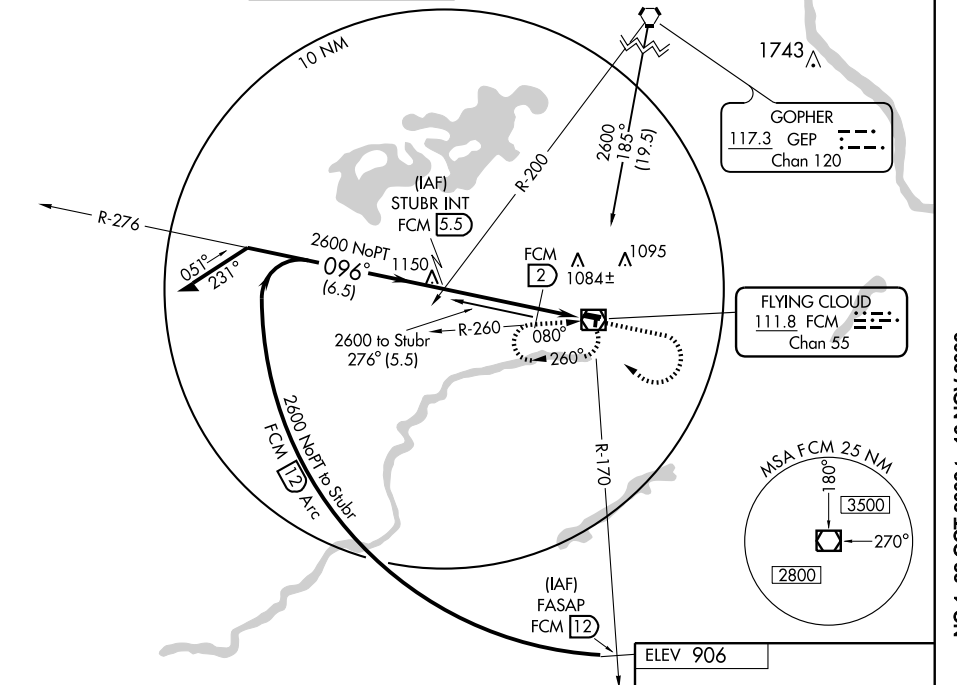 10 NM
1743
GOPHER
117.3 GEP
Chan 120
2600
185°
(19.5)
R-200
(IAF)
STUBR INT
FCM 5.5
R-276
2600 NoPT
096°
(6.5)
1150
051°
231°
FCM
2
1084±
1095
FLYING CLOUD
111.8 FCM
Chan 55
2600 to Stubr
276° (5.5)
R-260
080°
260°
2600 NoPT to Stubr
FCM 12 Arc
R-170
MSA FCM 25 NM
180°
3500
270°
2800
(IAF)
FASAP
FCM 12
ELEV 906